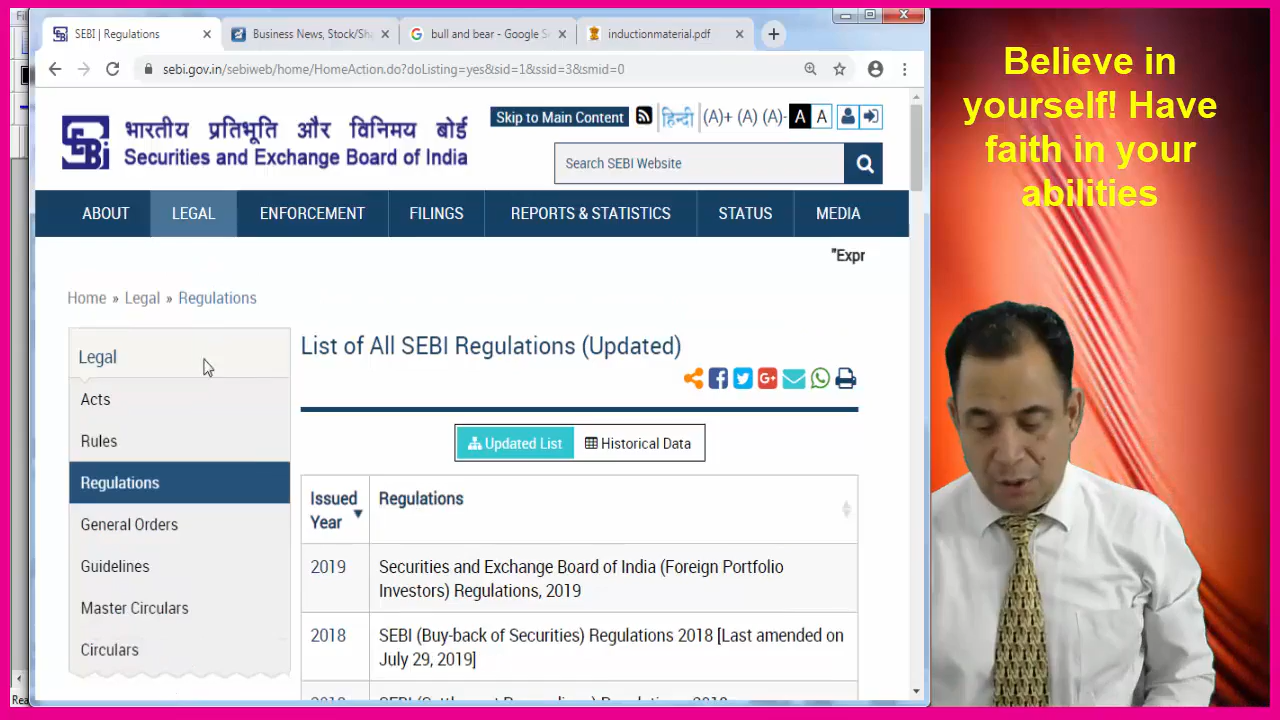 Fi
SEBI | Regulations
Business News, Stock/Sha
bull and bear - Google S
inductionmaterial.pdf
sebi.gov.in/sebiweb/home/HomeAction.do?doListing=yes&sid=1&ssid=3&smid=0
Believe in
yourself! Have
faith in your
abilities
भारतीय प्रतिभूति और विनिमय बोर्ड
Securities and Exchange Board of India
Skip to Main Content
हिन्दी
(A)+ (A) (A)- A A
Search SEBI Website
ABOUT LEGAL ENFORCEMENT FILINGS REPORTS & STATISTICS STATUS MEDIA
"Expr
Home » Legal » Regulations
Legal
Acts
Rules
Regulations
General Orders
Guidelines
Master Circulars
Circulars
List of All SEBI Regulations (Updated)
Updated List
Historical Data
Issued
Year
Regulations
2019
Securities and Exchange Board of India (Foreign Portfolio
Investors) Regulations, 2019
2018
SEBI (Buy-back of Securities) Regulations 2018 [Last amended on
July 29, 2019]
Rea